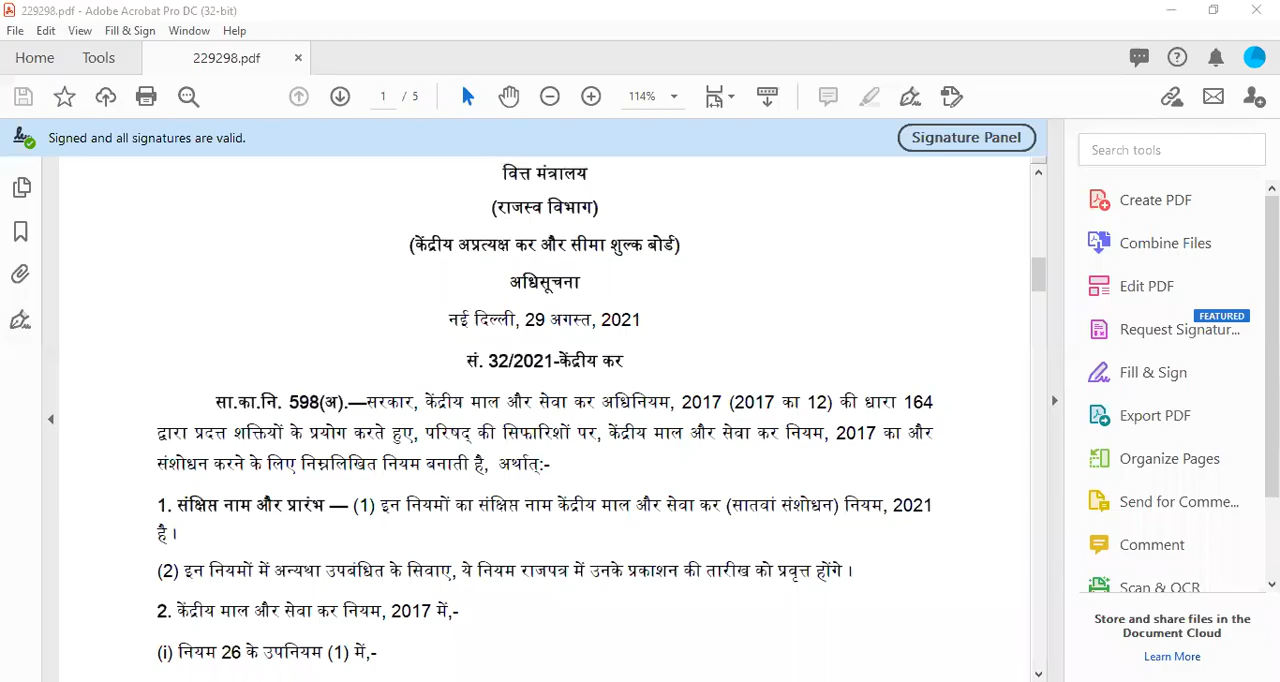 229298.pdf - Adobe Acrobat Pro DC (32-bit)
File Edit View Fill & Sign Window Help
Home Tools 229298.pdf ×
1 / 5 114%
Signed and all signatures are valid. Signature Panel
Search tools
वित्त मंत्रालय
(राजस्व विभाग)
(केंद्रीय अप्रत्यक्ष कर और सीमा शुल्क बोर्ड)
अधिसूचना
नई दिल्ली, 29 अगस्त, 2021
सं. 32/2021-केंद्रीय कर
सा.का.नि. 598(अ).—सरकार, केंद्रीय माल और सेवा कर अधिनियम, 2017 (2017 का 12) की धारा 164
द्वारा प्रदत्त शक्तियों के प्रयोग करते हुए, परिषद् की सिफारिशों पर, केंद्रीय माल और सेवा कर नियम, 2017 का और
संशोधन करने के लिए निम्नलिखित नियम बनाती है, अर्थात्:-
1. संक्षिप्त नाम और प्रारंभ — (1) इन नियमों का संक्षिप्त नाम केंद्रीय माल और सेवा कर (सातवां संशोधन) नियम, 2021
है।
(2) इन नियमों में अन्यथा उपबंधित के सिवाए, ये नियम राजपत्र में उनके प्रकाशन की तारीख को प्रवृत्त होंगे।
2. केंद्रीय माल और सेवा कर नियम, 2017 में,-
(i) नियम 26 के उपनियम (1) में,-
Create PDF
Combine Files
Edit PDF
FEATURED
Request Signatur...
Fill & Sign
Export PDF
Organize Pages
Send for Comme...
Comment
Scan & OCR
Store and share files in the
Document Cloud
Learn More